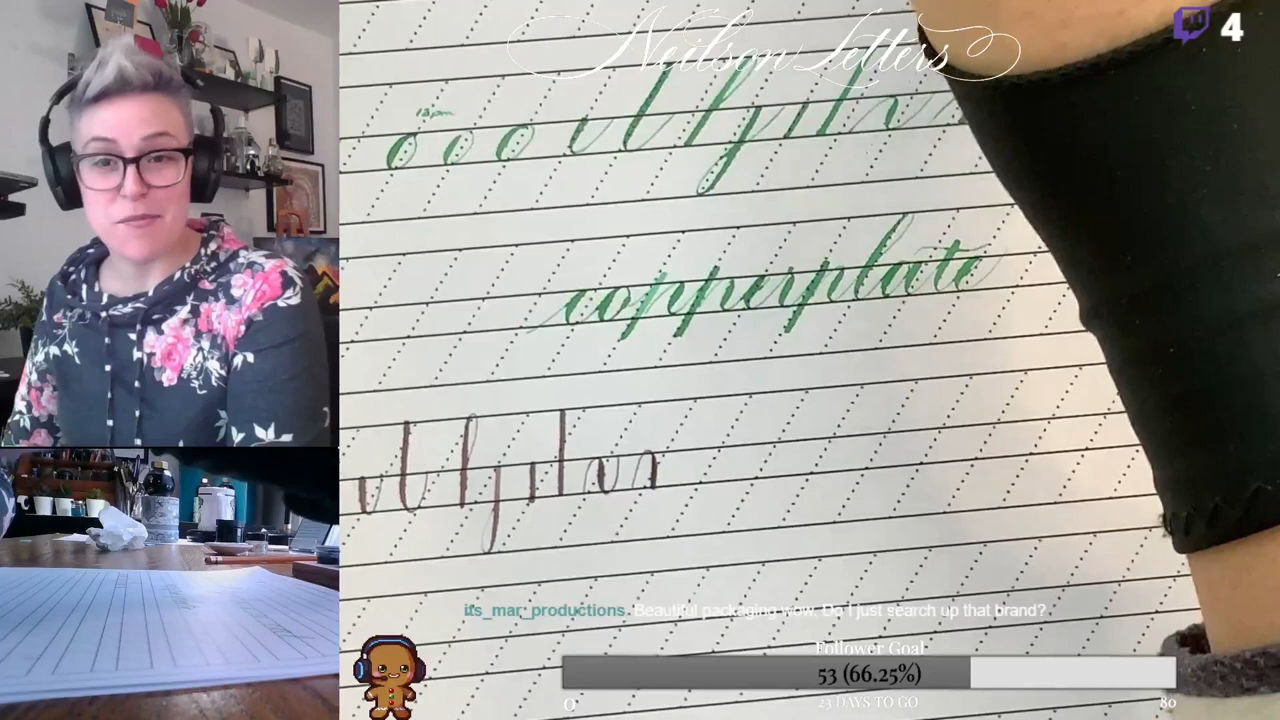 Neilson Letters
4
copperplate
its_mar_productions: Beautiful packaging wow. Do I just search up that brand?
Follower Goal
53 (66.25%)
0
80
23 DAYS TO GO